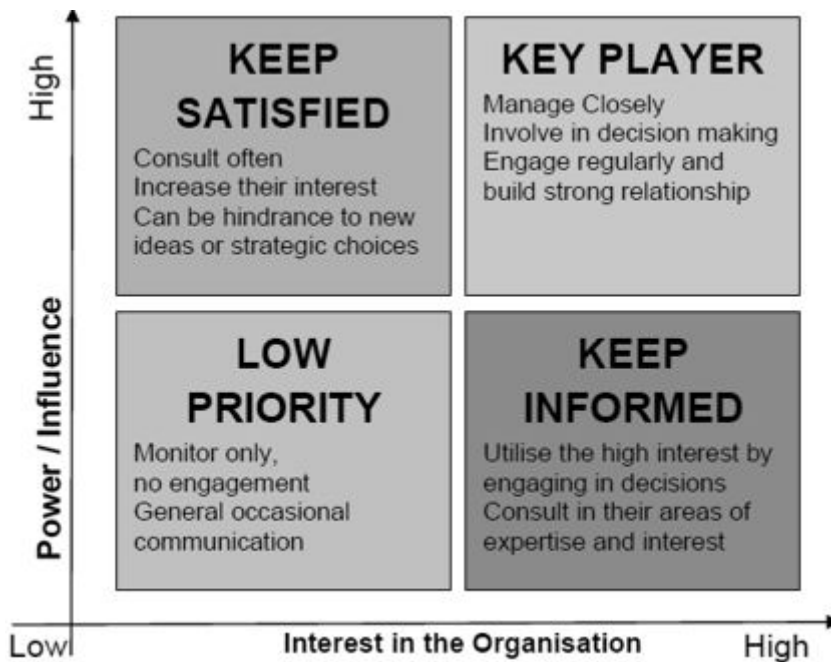 High
Power / Influence
KEEP
SATISFIED
Consult often
Increase their interest
Can be hindrance to new
ideas or strategic choices
KEY PLAYER
Manage Closely
Involve in decision making
Engage regularly and
build strong relationship
LOW
PRIORITY
Monitor only,
no engagement
General occasional
communication
KEEP
INFORMED
Utilise the high interest by
engaging in decisions
Consult in their areas of
expertise and interest
Low
Interest in the Organisation
High